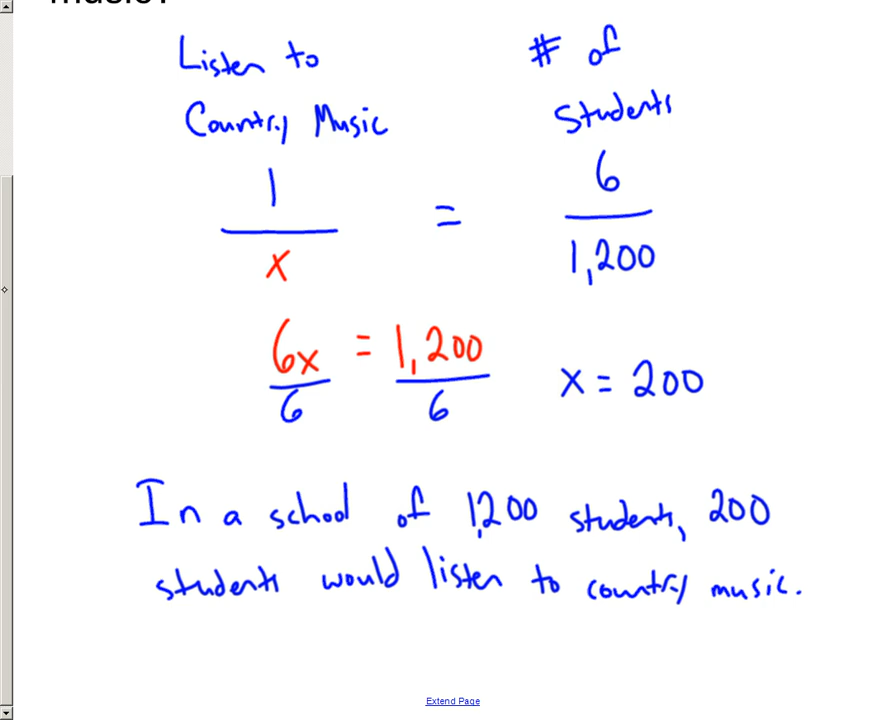 music?
Listen to # of
Country Music Students
1 = 6
x 1,200
6x = 1,200
6 6 x = 200
In a school of 1,200 students, 200
students would listen to country music.
Extend Page